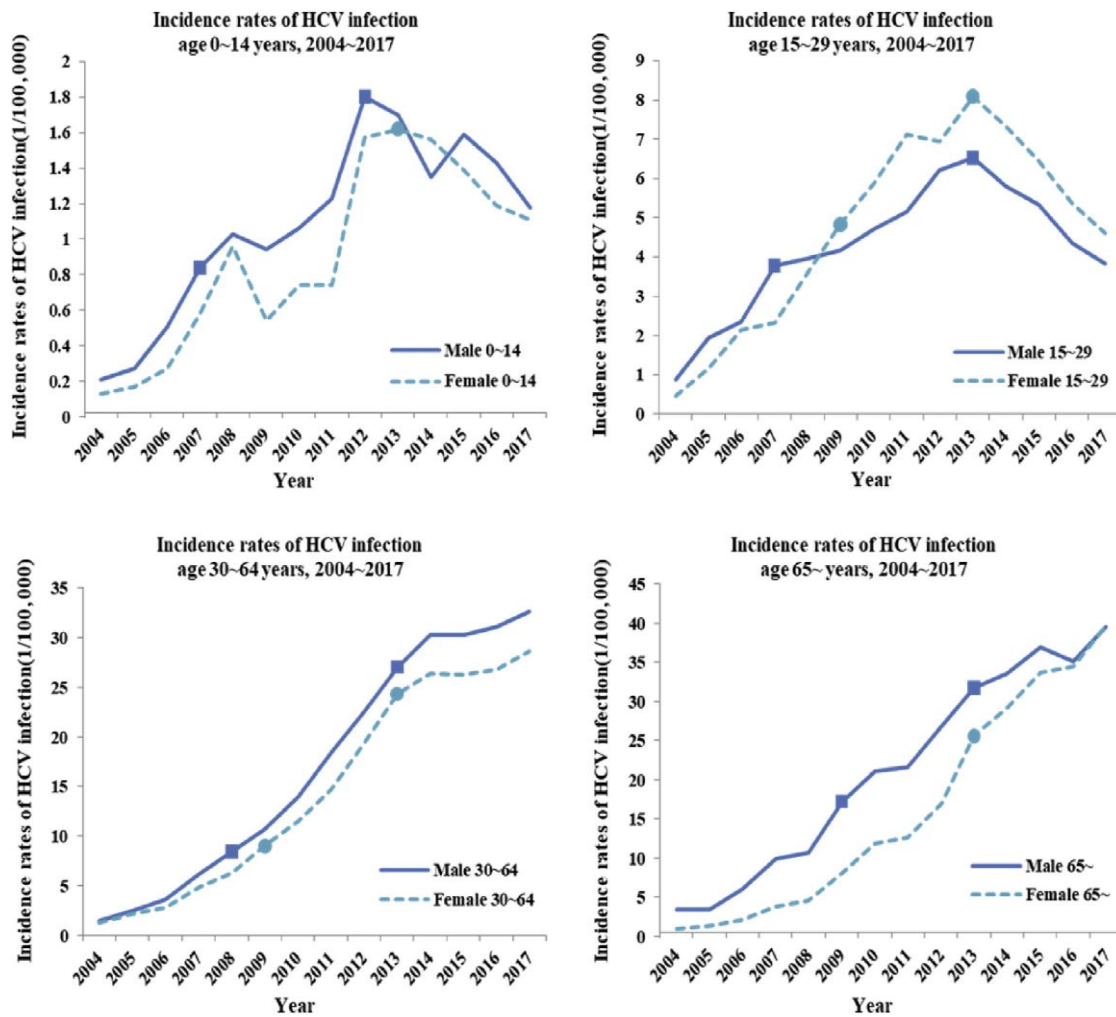 Incidence rates of HCV infection
age 0~14 years, 2004~2017
Incidence rates of HCV infection(1/100,000)
2
1.8
1.6
1.4
1.2
1
0.8
0.6
0.4
0.2
0
Male 0~14
Female 0~14
2004 2005 2006 2007 2008 2009 2010 2011 2012 2013 2014 2015 2016 2017
Year
Incidence rates of HCV infection
age 15~29 years, 2004~2017
Incidence rates of HCV infection(1/100,000)
9
8
7
6
5
4
3
2
1
0
Male 15~29
Female 15~29
2004 2005 2006 2007 2008 2009 2010 2011 2012 2013 2014 2015 2016 2017
Year
Incidence rates of HCV infection
age 30~64 years, 2004~2017
Incidence rates of HCV infection(1/100,000)
35
30
25
20
15
10
5
0
Male 30~64
Female 30~64
2004 2005 2006 2007 2008 2009 2010 2011 2012 2013 2014 2015 2016 2017
Year
Incidence rates of HCV infection
age 65~ years, 2004~2017
Incidence rates of HCV infection(1/100,000)
45
40
35
30
25
20
15
10
5
0
Male 65~
Female 65~
2004 2005 2006 2007 2008 2009 2010 2011 2012 2013 2014 2015 2016 2017
Year